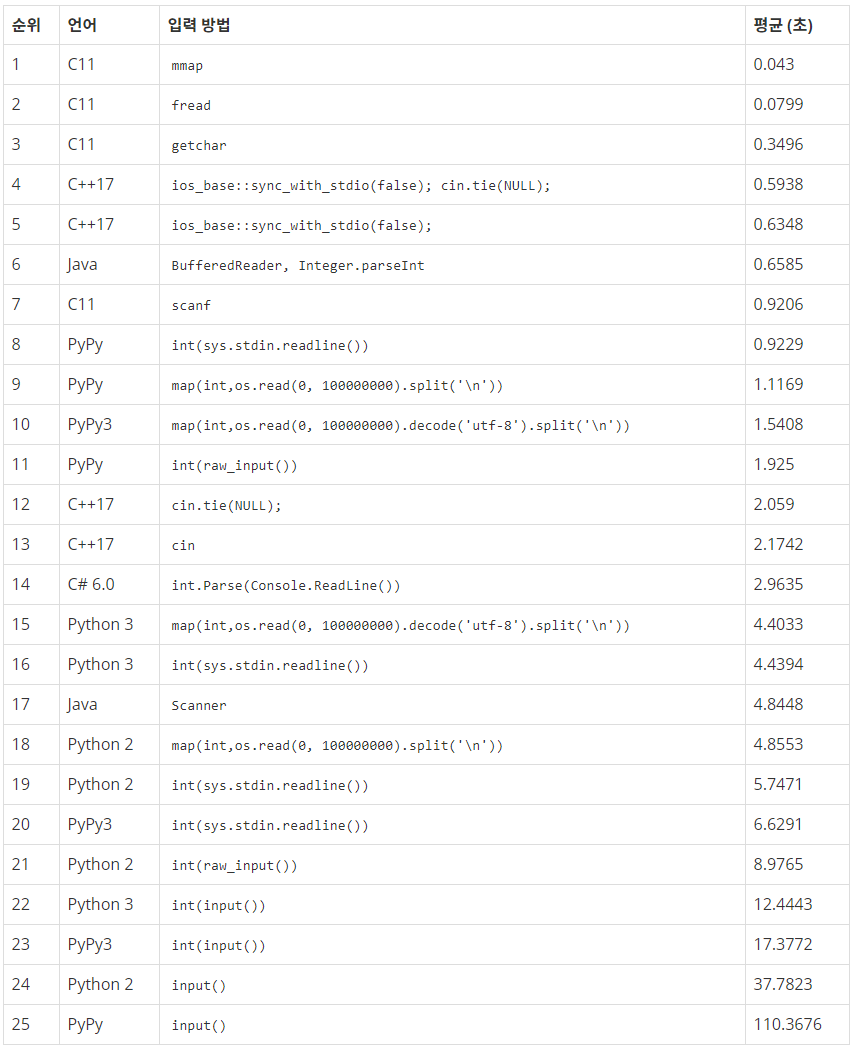 순위 언어 입력 방법 평균 (초)
1 C11 mmap 0.043
2 C11 fread 0.0799
3 C11 getchar 0.3496
4 C++17 ios_base::sync_with_stdio(false); cin.tie(NULL); 0.5938
5 C++17 ios_base::sync_with_stdio(false); 0.6348
6 Java BufferedReader, Integer.parseInt 0.6585
7 C11 scanf 0.9206
8 PyPy int(sys.stdin.readline()) 0.9229
9 PyPy map(int,os.read(0, 100000000).split('\n')) 1.1169
10 PyPy3 map(int,os.read(0, 100000000).decode('utf-8').split('\n')) 1.5408
11 PyPy int(raw_input()) 1.925
12 C++17 cin.tie(NULL); 2.059
13 C++17 cin 2.1742
14 C# 6.0 int.Parse(Console.ReadLine()) 2.9635
15 Python 3 map(int,os.read(0, 100000000).decode('utf-8').split('\n')) 4.4033
16 Python 3 int(sys.stdin.readline()) 4.4394
17 Java Scanner 4.8448
18 Python 2 map(int,os.read(0, 100000000).split('\n')) 4.8553
19 Python 2 int(sys.stdin.readline()) 5.7471
20 PyPy3 int(sys.stdin.readline()) 6.6291
21 Python 2 int(raw_input()) 8.9765
22 Python 3 int(input()) 12.4443
23 PyPy3 int(input()) 17.3772
24 Python 2 input() 37.7823
25 PyPy input() 110.3676